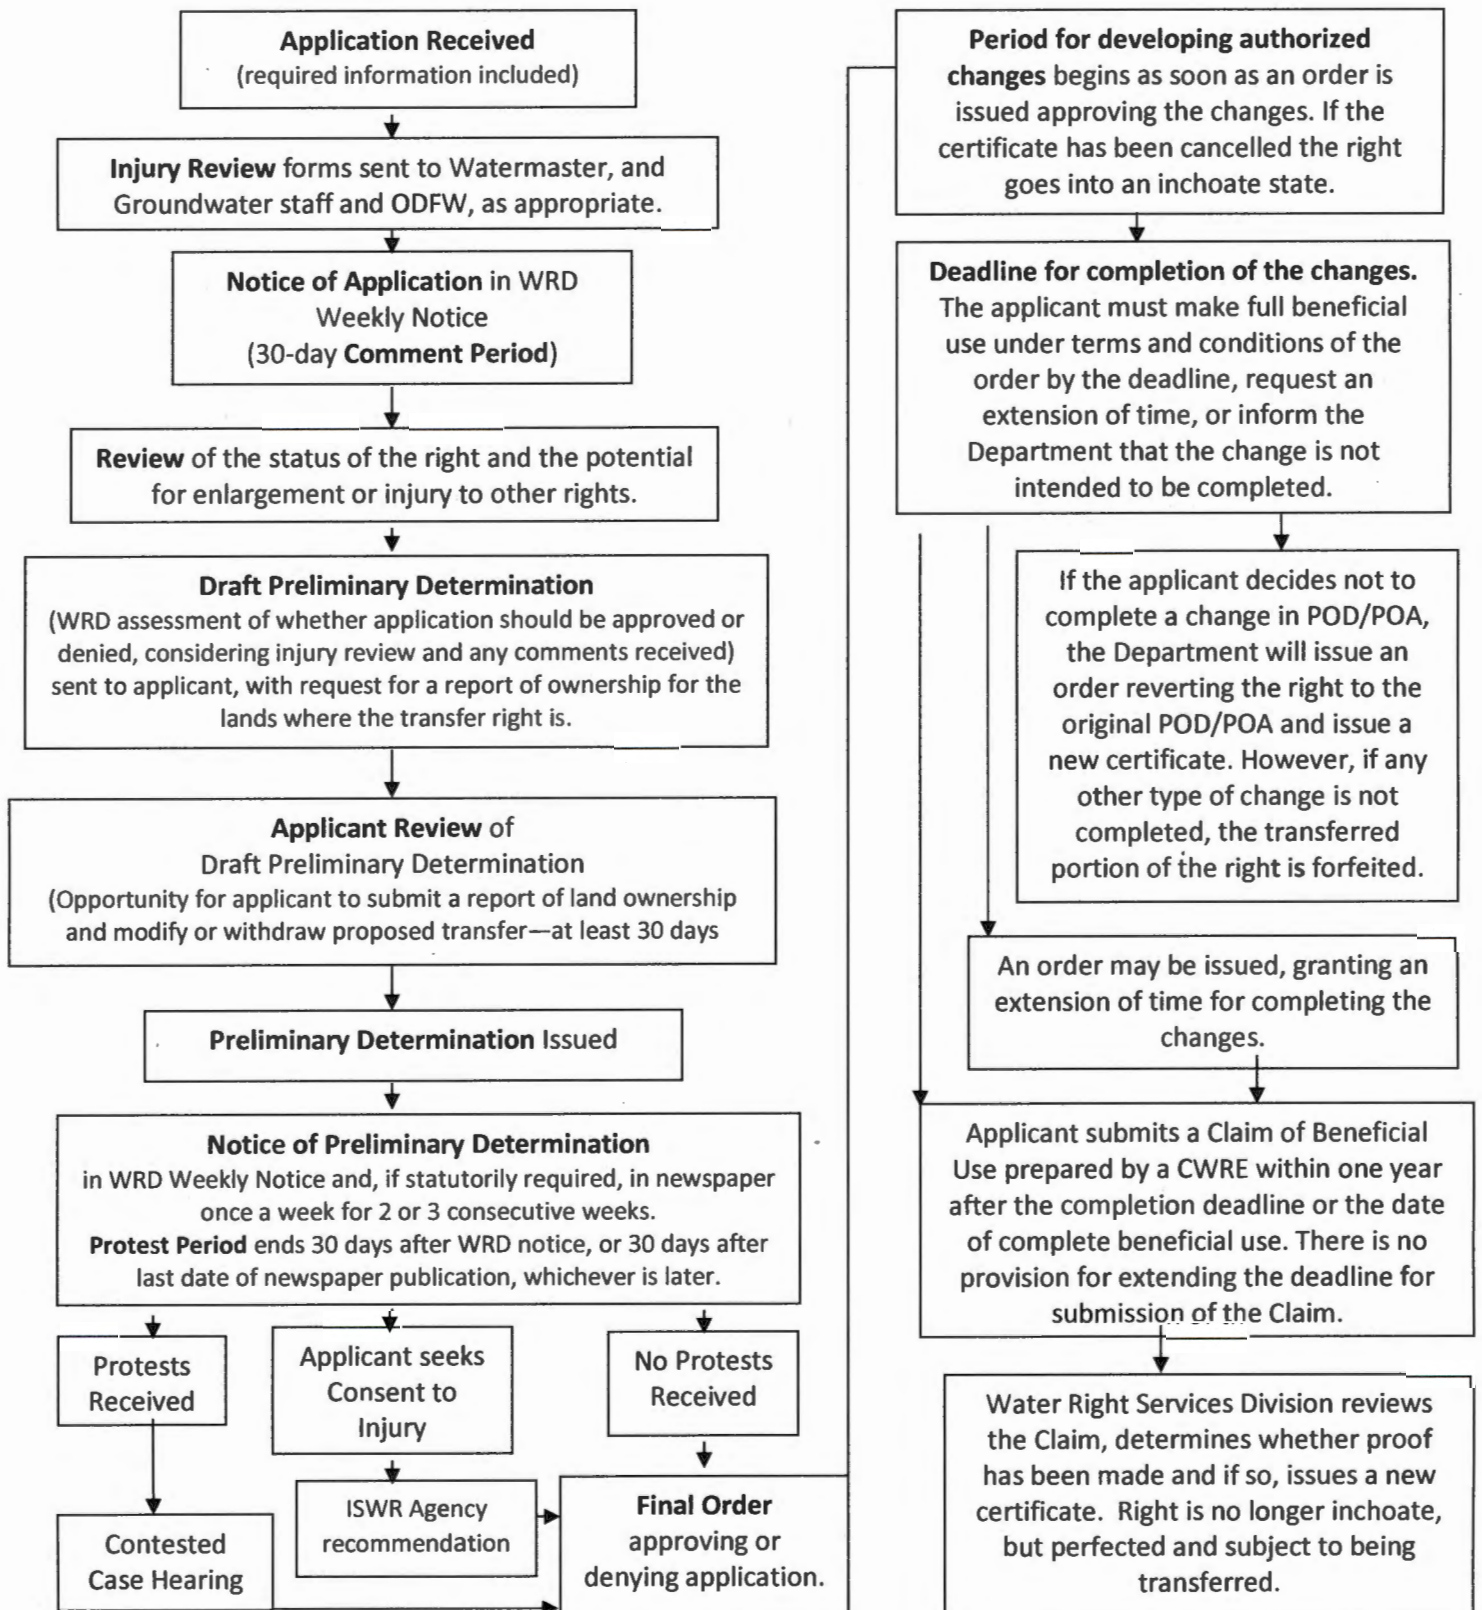 Application Received
(required information included)
Injury Review forms sent to Watermaster, and
Groundwater staff and ODFW, as appropriate.
Notice of Application in WRD
Weekly Notice
(30-day Comment Period)
Review of the status of the right and the potential
for enlargement or injury to other rights.
Draft Preliminary Determination
(WRD assessment of whether application should be approved or
denied, considering injury review and any comments received)
sent to applicant, with request for a report of ownership for the
lands where the transfer right is.
Applicant Review of
Draft Preliminary Determination
(Opportunity for applicant to submit a report of land ownership
and modify or withdraw proposed transfer—at least 30 days
Preliminary Determination Issued
Notice of Preliminary Determination
in WRD Weekly Notice and, if statutorily required, in newspaper
once a week for 2 or 3 consecutive weeks.
Protest Period ends 30 days after WRD notice, or 30 days after
last date of newspaper publication, whichever is later.
Protests
Received
Applicant seeks
Consent to
Injury
No Protests
Received
Contested
Case Hearing
ISWR Agency
recommendation
Final Order
approving or
denying application.
Period for developing authorized
changes begins as soon as an order is
issued approving the changes. If the
certificate has been cancelled the right
goes into an inchoate state.
Deadline for completion of the changes.
The applicant must make full beneficial
use under terms and conditions of the
order by the deadline, request an
extension of time, or inform the
Department that the change is not
intended to be completed.
If the applicant decides not to
complete a change in POD/POA,
the Department will issue an
order reverting the right to the
original POD/POA and issue a
new certificate. However, if any
other type of change is not
completed, the transferred
portion of the right is forfeited.
An order may be issued, granting an
extension of time for completing the
changes.
Applicant submits a Claim of Beneficial
Use prepared by a CWRE within one year
after the completion deadline or the date
of complete beneficial use. There is no
provision for extending the deadline for
submission of the Claim.
Water Right Services Division reviews
the Claim, determines whether proof
has been made and if so, issues a new
certificate.  Right is no longer inchoate,
but perfected and subject to being
transferred.